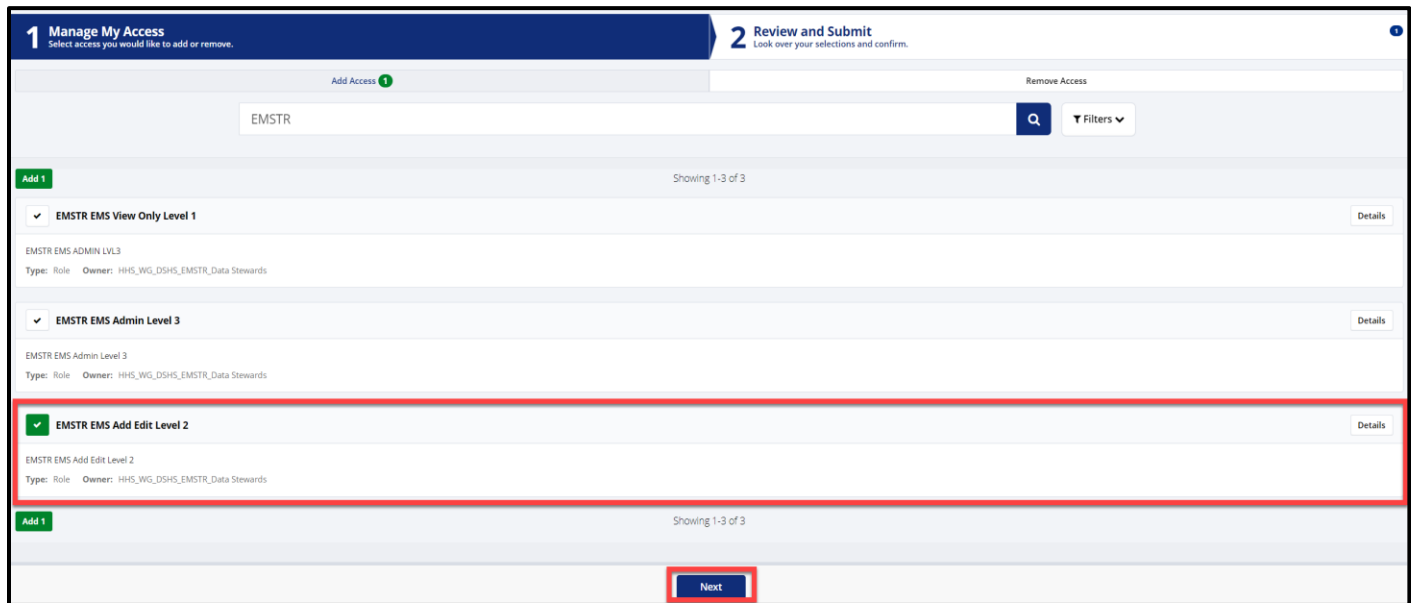 1 Manage My Access
Select access you would like to add or remove.
2 Review and Submit
Look over your selections and confirm.
1
Add Access 1
Remove Access
EMSTR
Filters
Add 1
Showing 1-3 of 3
EMSTR EMS View Only Level 1
Details
EMSTR EMS ADMIN LVL3
Type: Role Owner: HHS_WG_DSHS_EMSTR_Data Stewards
EMSTR EMS Admin Level 3
Details
EMSTR EMS Admin Level 3
Type: Role Owner: HHS_WG_DSHS_EMSTR_Data Stewards
EMSTR EMS Add Edit Level 2
Details
EMSTR EMS Add Edit Level 2
Type: Role Owner: HHS_WG_DSHS_EMSTR_Data Stewards
Add 1
Showing 1-3 of 3
Next